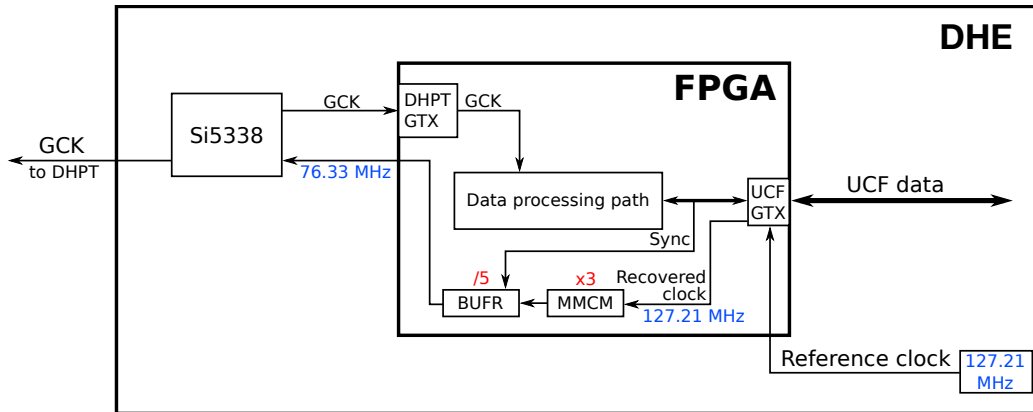 DHE
FPGA
GCK
DHPT
GTX
GCK
Si5338
GCK
to DHPT
76.33 MHz
Data processing path
UCF
GTX
UCF data
Sync
/5
x3
Recovered
clock
BUFR
MMCM
127.21 MHz
Reference clock
127.21
MHz